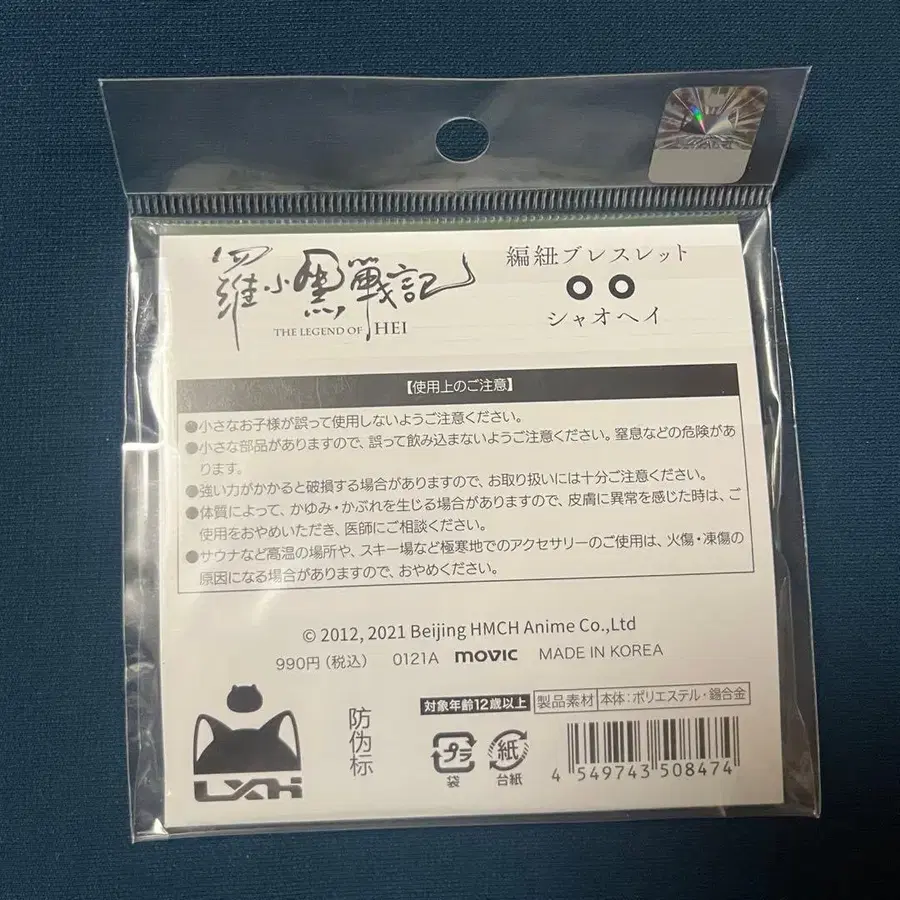 羅小黒戰記
THE LEGEND OF HEI
編紐ブレスレット
シャオヘイ
【使用上のご注意】
●小さなお子様が誤って使用しないようご注意ください。
●小さな部品がありますので、誤って飲み込まないようご注意ください。窒息などの危険があ
ります。
●強い力がかかると破損する場合がありますので、お取り扱いには十分ご注意ください。
●体質によって、かゆみ・かぶれを生じる場合がありますので、皮膚に異常を感じた時は、ご
使用をおやめいただき、医師にご相談ください。
●サウナなど高温の場所や、スキー場など極寒地でのアクセサリーのご使用は、火傷・凍傷の
原因になる場合がありますので、おやめください。
© 2012, 2021 Beijing HMCH Anime Co.,Ltd
990円（税込） 0121A movic MADE IN KOREA
対象年齢12歳以上 製品素材 本体：ポリエステル・錫合金
防伪标
プラ
袋
紙
台紙
4 549743 508474
LXH